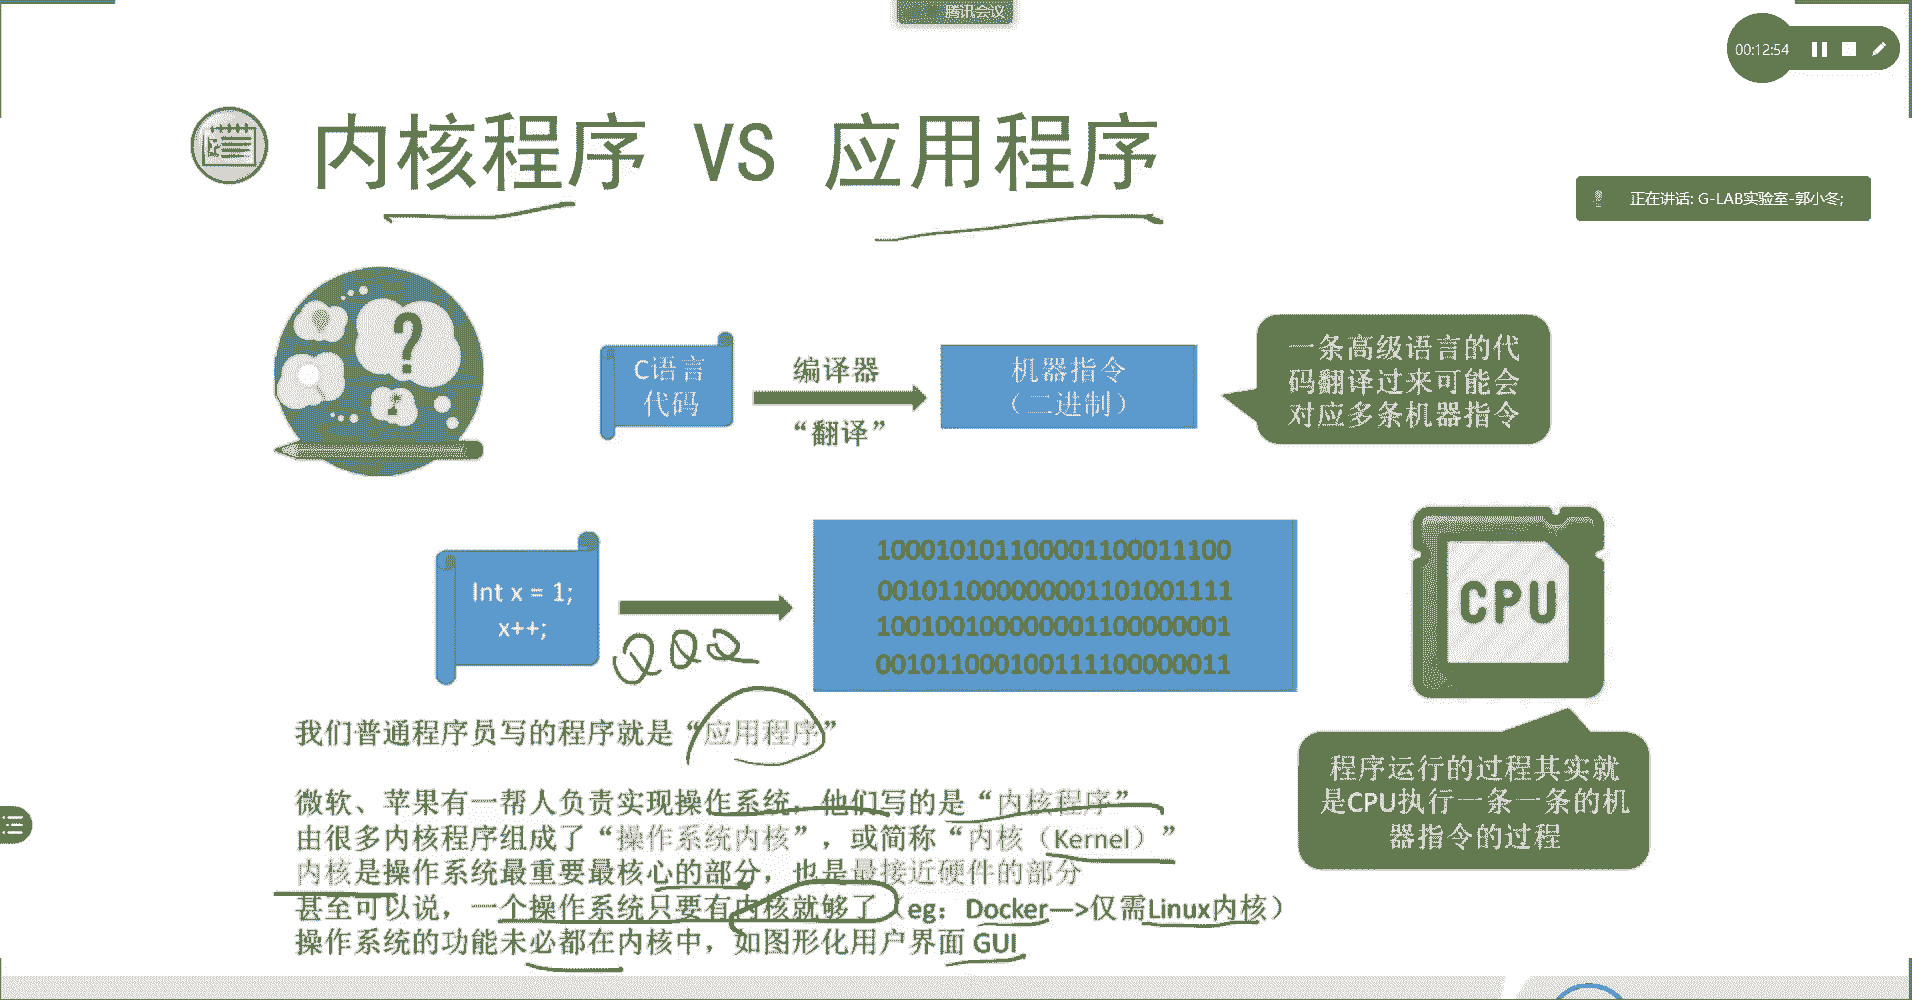 腾讯会议
00:12:54
内核程序 VS 应用程序
正在讲话: G-LAB实验室-郭小冬;
C语言
代码
编译器
“翻译”
机器指令
（二进制）
一条高级语言的代
码翻译过来可能会
对应多条机器指令
Int x = 1;
x++;
100010101100001100011100
0010110000000001101001111
1001001000000001100000001
0010110001001111100000011
CPU
程序运行的过程其实就
是CPU执行一条一条的机
器指令的过程
我们普通程序员写的程序就是“应用程序”
微软、苹果有一帮人负责实现操作系统，他们写的是“内核程序”
由很多内核程序组成了“操作系统内核”，或简称“内核（Kernel）”
内核是操作系统最重要最核心的部分，也是最接近硬件的部分
甚至可以说，一个操作系统只要有内核就够了（eg：Docker—>仅需Linux内核）
操作系统的功能未必都在内核中，如图形化用户界面 GUI